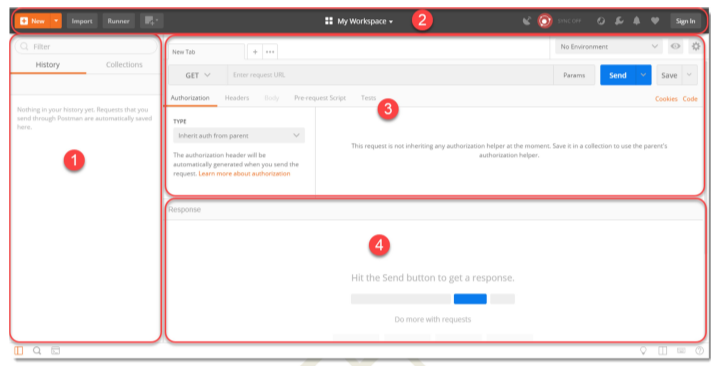 New Import Runner My Workspace SYNC OFF Sign In
2
Filter
History Collections
Nothing in your history yet. Requests that you
send through Postman are automatically saved
here.
1
New Tab + ••• No Environment
GET Enter request URL Params Send Save
Authorization Headers Body Pre-request Script Tests Cookies Code
3
TYPE
Inherit auth from parent
The authorization header will be
automatically generated when you send the
request. Learn more about authorization
This request is not inheriting any authorization helper at the moment. Save it in a collection to use the parent's
authorization helper.
Response
4
Hit the Send button to get a response.
Do more with requests